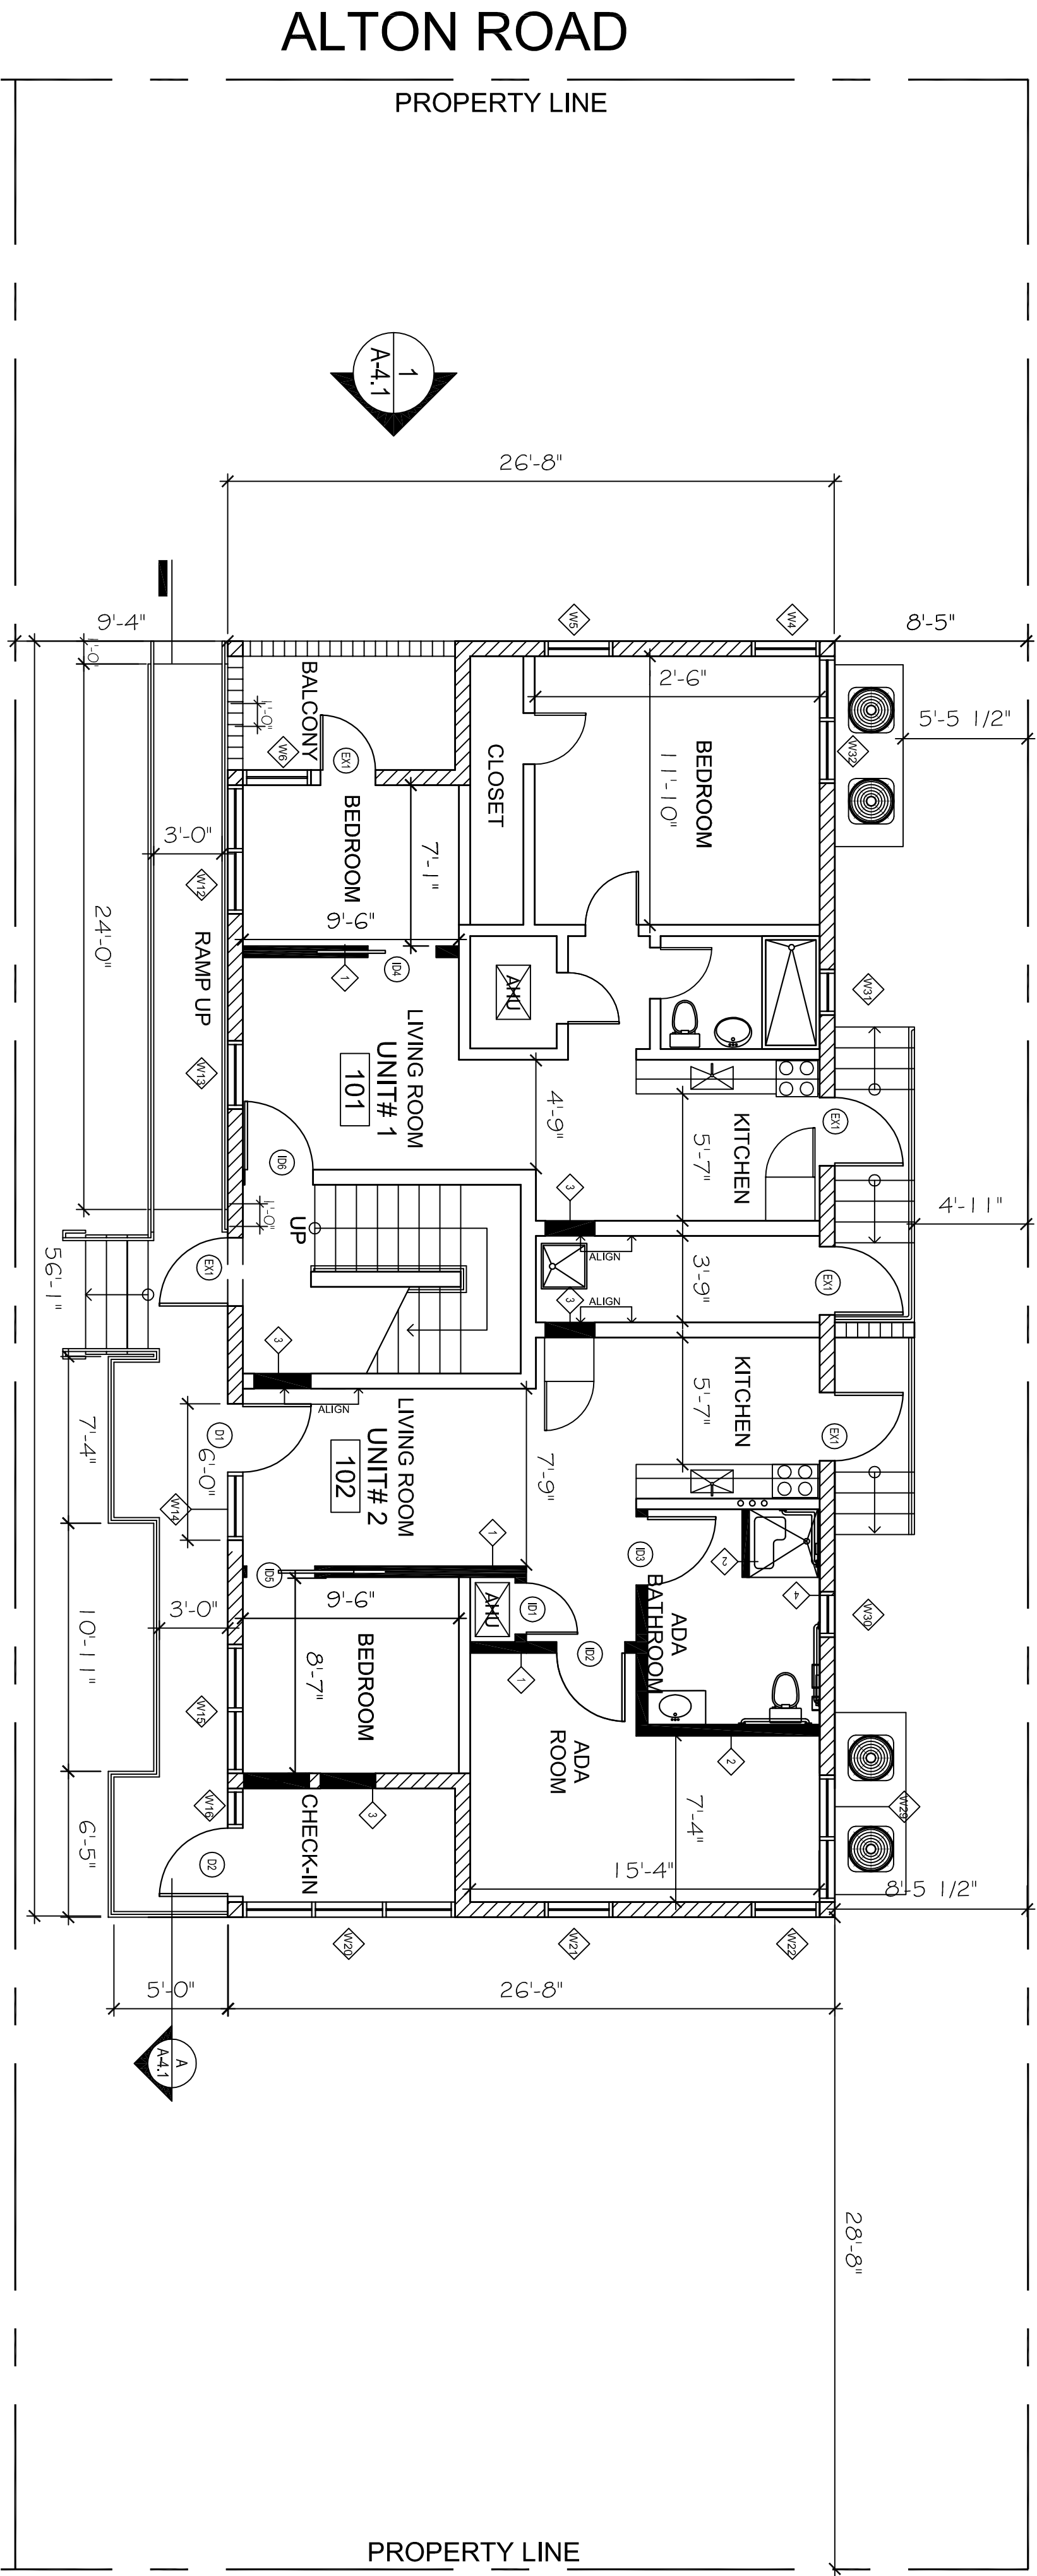 ALTON ROAD
PROPERTY LINE
1
A-4.1
26'-8"
9'-4"
8'-5"
1'-0"
W5
W4
2'-6"
5'-5 1/2"
BALCONY
1'-0"
W6
EX1
CLOSET
BEDROOM
11'-10"
W32
BEDROOM
7'-1"
3'-0"
W12
24'-0"
9'-6"
RAMP UP
1
ID4
AHU
W31
LIVING ROOM
UNIT# 1
101
W13
4'-9"
KITCHEN
5'-7"
EX1
ID6
3
4'-11"
1'-0"
UP
ALIGN
56'-1"
EX1
3'-9"
EX1
ALIGN
3
3
KITCHEN
5'-7"
ALIGN
LIVING ROOM
UNIT# 2
102
7'-4"
D1
6'-0"
EX1
7'-9"
W14
1
ID3
2
ID5
9'-6"
AHU
ID1
ADA
BATHROOM
4
W30
3'-0"
10'-11"
BEDROOM
8'-7"
ID2
1
W15
ADA
ROOM
2
W16
CHECK-IN
3
7'-4"
W29
6'-5"
D2
15'-4"
8'-5 1/2"
W20
W21
W22
5'-0"
26'-8"
A
A-4.1
28'-8"
PROPERTY LINE